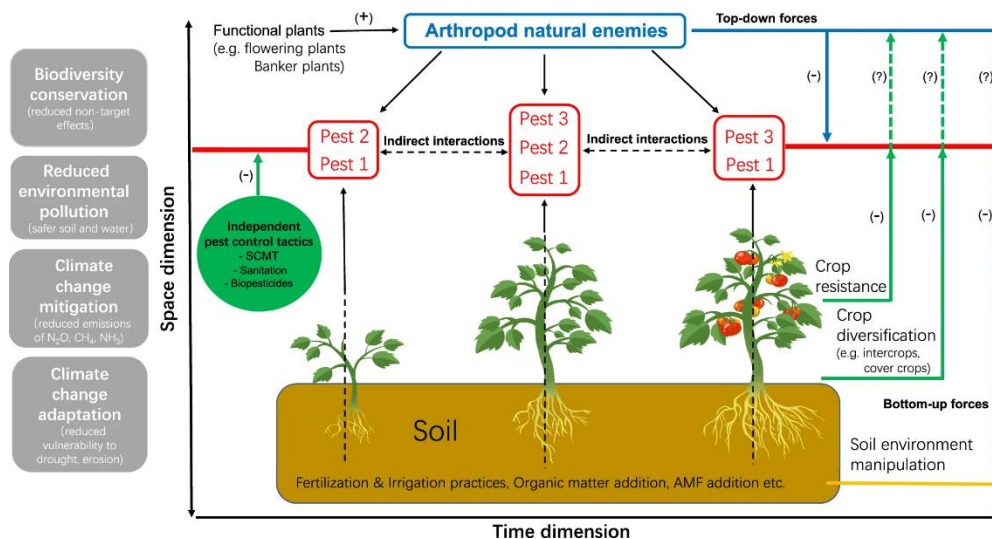 Biodiversity
conservation
(reduced non-target
effects)
Reduced
environmental
pollution
(safer soil and water)
Climate
change
mitigation
(reduced emissions
of N₂O, CH₄, NH₃)
Climate
change
adaptation
(reduced
vulnerability to
drought, erosion)
Space dimension
Functional plants
(e.g. flowering plants
Banker plants)
(+)
Arthropod natural enemies
Top-down forces
(-)
(?)
(?)
(?)
Pest 2
Pest 1
Indirect interactions
Pest 3
Pest 2
Pest 1
Indirect interactions
Pest 3
Pest 1
(-)
Independent
pest control tactics
- SCMT
- Sanitation
- Biopesticides
(-)
(-)
(-)
Crop
resistance
Crop
diversification
(e.g. intercrops,
cover crops)
Bottom-up forces
Soil
Soil environment
manipulation
Fertilization & Irrigation practices, Organic matter addition, AMF addition etc.
Time dimension